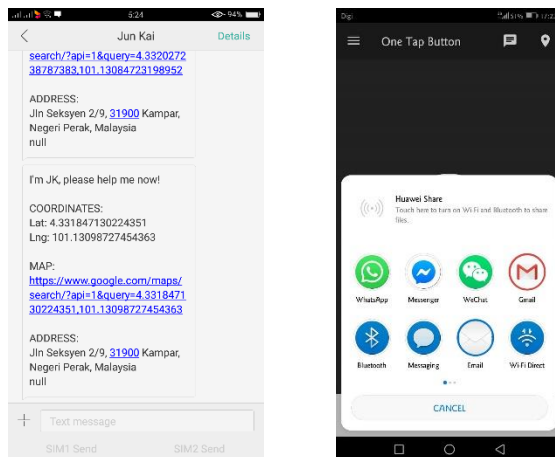 5:24
94%
Jun Kai
Details
search/?api=1&query=4.3320272
38787383,101.13084723198952
ADDRESS:
Jln Seksyen 2/9, 31900 Kampar,
Negeri Perak, Malaysia
null
I'm JK, please help me now!
COORDINATES:
Lat: 4.331847130224351
Lng: 101.13098727454363
MAP:
https://www.google.com/maps/
search/?api=1&query=4.3318471
30224351,101.13098727454363
ADDRESS:
Jln Seksyen 2/9, 31900 Kampar,
Negeri Perak, Malaysia
null
Text message
SIM1 Send
SIM2 Send
Digi
51%
One Tap Button
Huawei Share
Touch here to turn on Wi-Fi and Bluetooth to share
files.
WhatsApp
Messenger
WeChat
Gmail
Bluetooth
Messaging
Email
Wi-Fi Direct
CANCEL